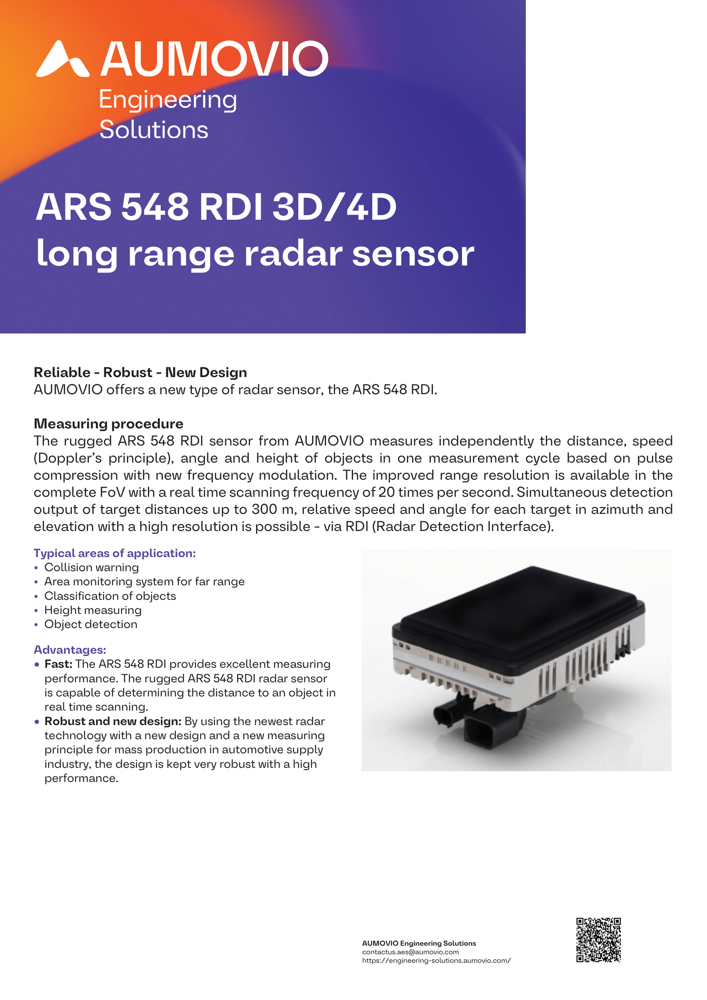 AUMOVIO
Engineering
Solutions
ARS 548 RDI 3D/4D
long range radar sensor
Reliable - Robust - New Design
AUMOVIO offers a new type of radar sensor, the ARS 548 RDI.
Measuring procedure
The rugged ARS 548 RDI sensor from AUMOVIO measures independently the distance, speed
(Doppler’s principle), angle and height of objects in one measurement cycle based on pulse
compression with new frequency modulation. The improved range resolution is available in the
complete FoV with a real time scanning frequency of 20 times per second. Simultaneous detection
output of target distances up to 300 m, relative speed and angle for each target in azimuth and
elevation with a high resolution is possible - via RDI (Radar Detection Interface).
Typical areas of application:
• Collision warning
• Area monitoring system for far range
• Classification of objects
• Height measuring
• Object detection
Advantages:
• Fast: The ARS 548 RDI provides excellent measuring
performance. The rugged ARS 548 RDI radar sensor
is capable of determining the distance to an object in
real time scanning.
• Robust and new design: By using the newest radar
technology with a new design and a new measuring
principle for mass production in automotive supply
industry, the design is kept very robust with a high
performance.
AUMOVIO Engineering Solutions
contactus.aes@aumovio.com
https://engineering-solutions.aumovio.com/